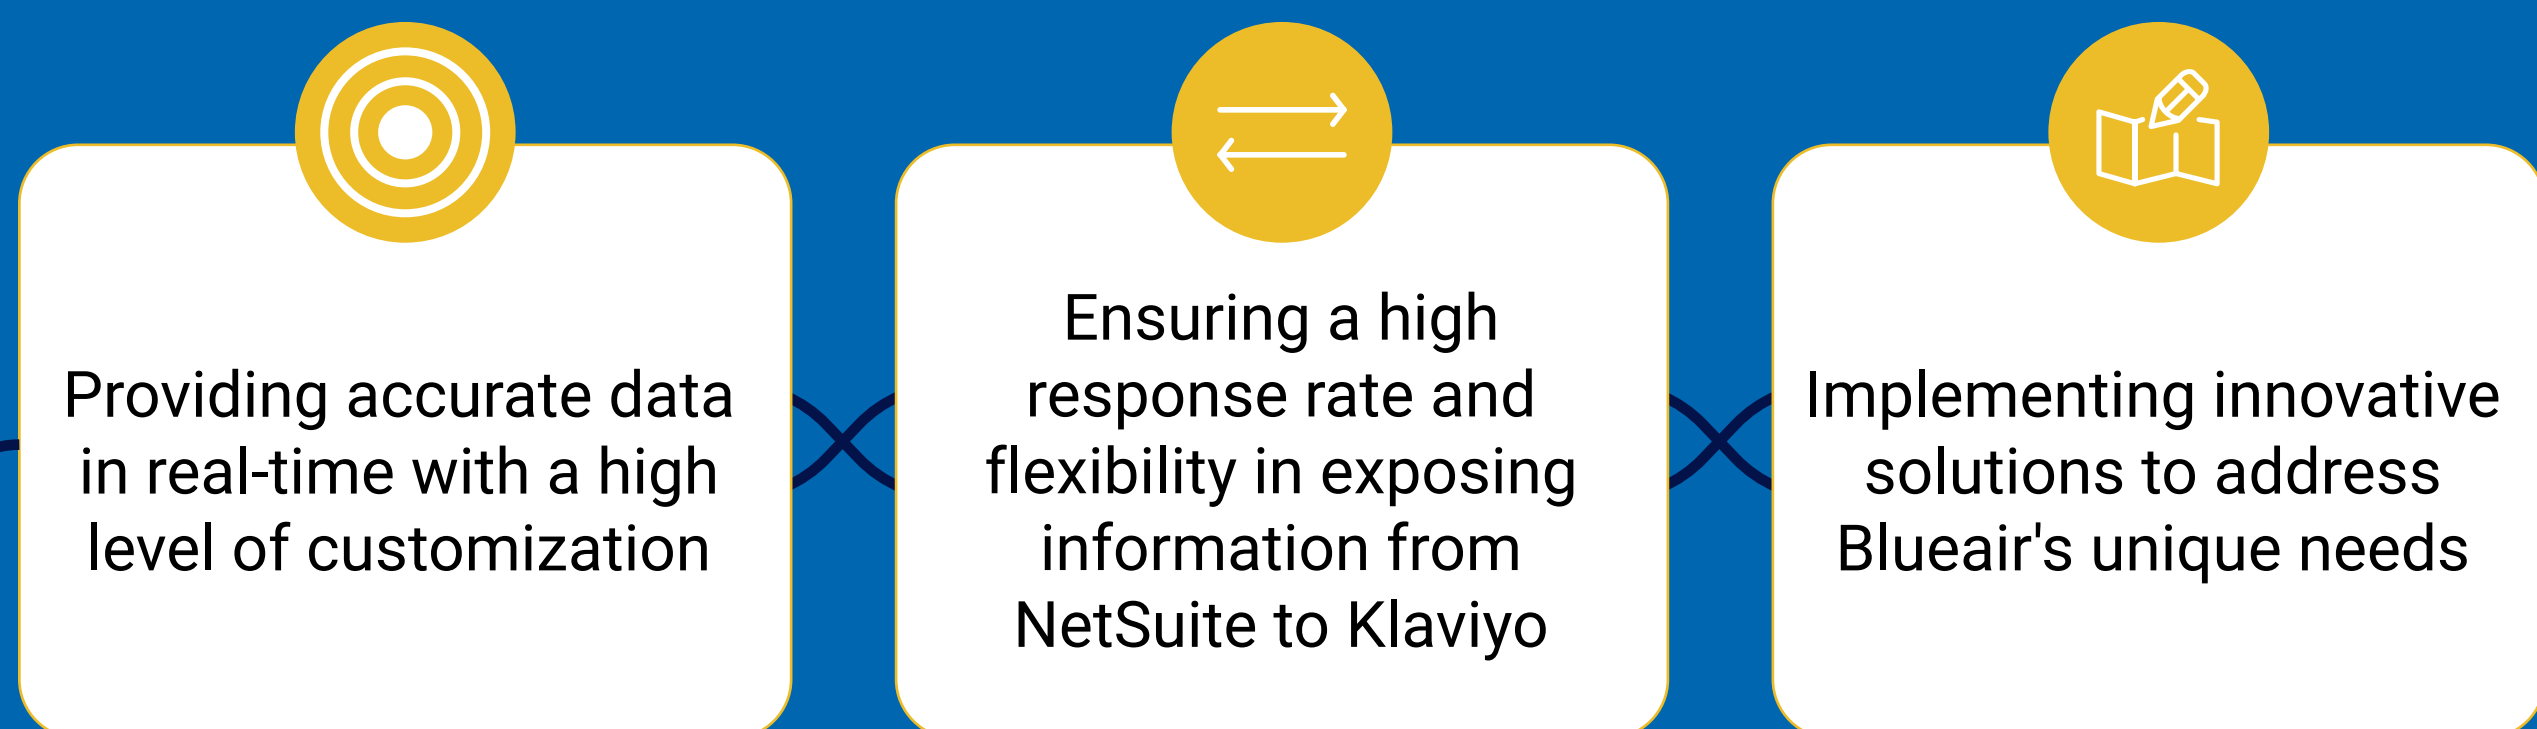 Providing accurate data
in real-time with a high
level of customization
Ensuring a high
response rate and
flexibility in exposing
information from
NetSuite to Klaviyo
Implementing innovative
solutions to address
Blueair's unique needs